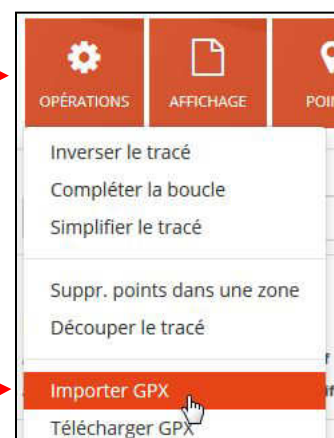 OPÉRATIONS AFFICHAGE
Inverser le tracé
Compléter la boucle
Simplifier le tracé
Suppr. points dans une zone
Découper le tracé
Importer GPX
Télécharger GPX